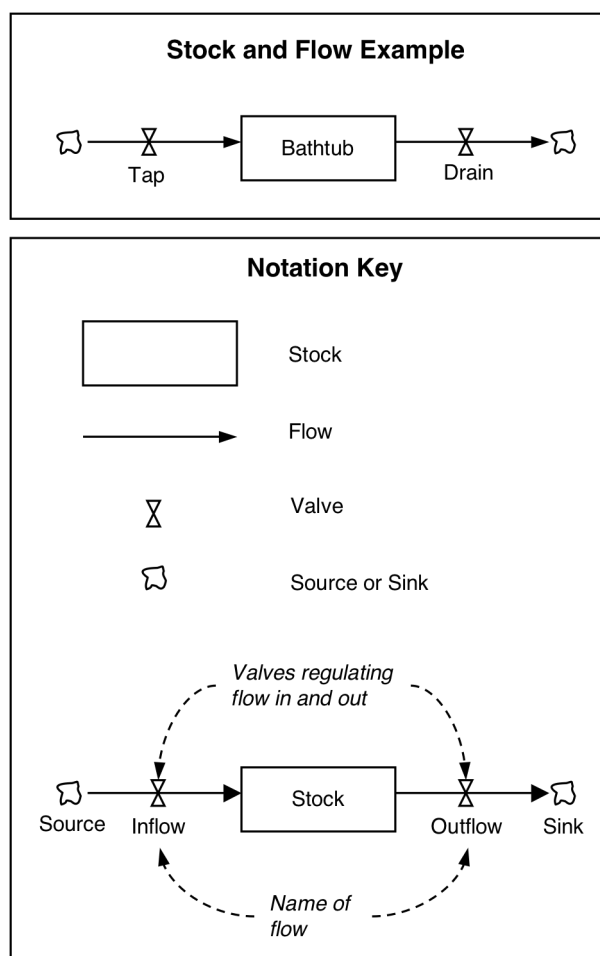 Stock and Flow Example
Bathtub
Tap
Drain
Notation Key
Stock
Flow
Valve
Source or Sink
Valves regulating
flow in and out
Stock
Source
Inflow
Outflow
Sink
Name of
flow